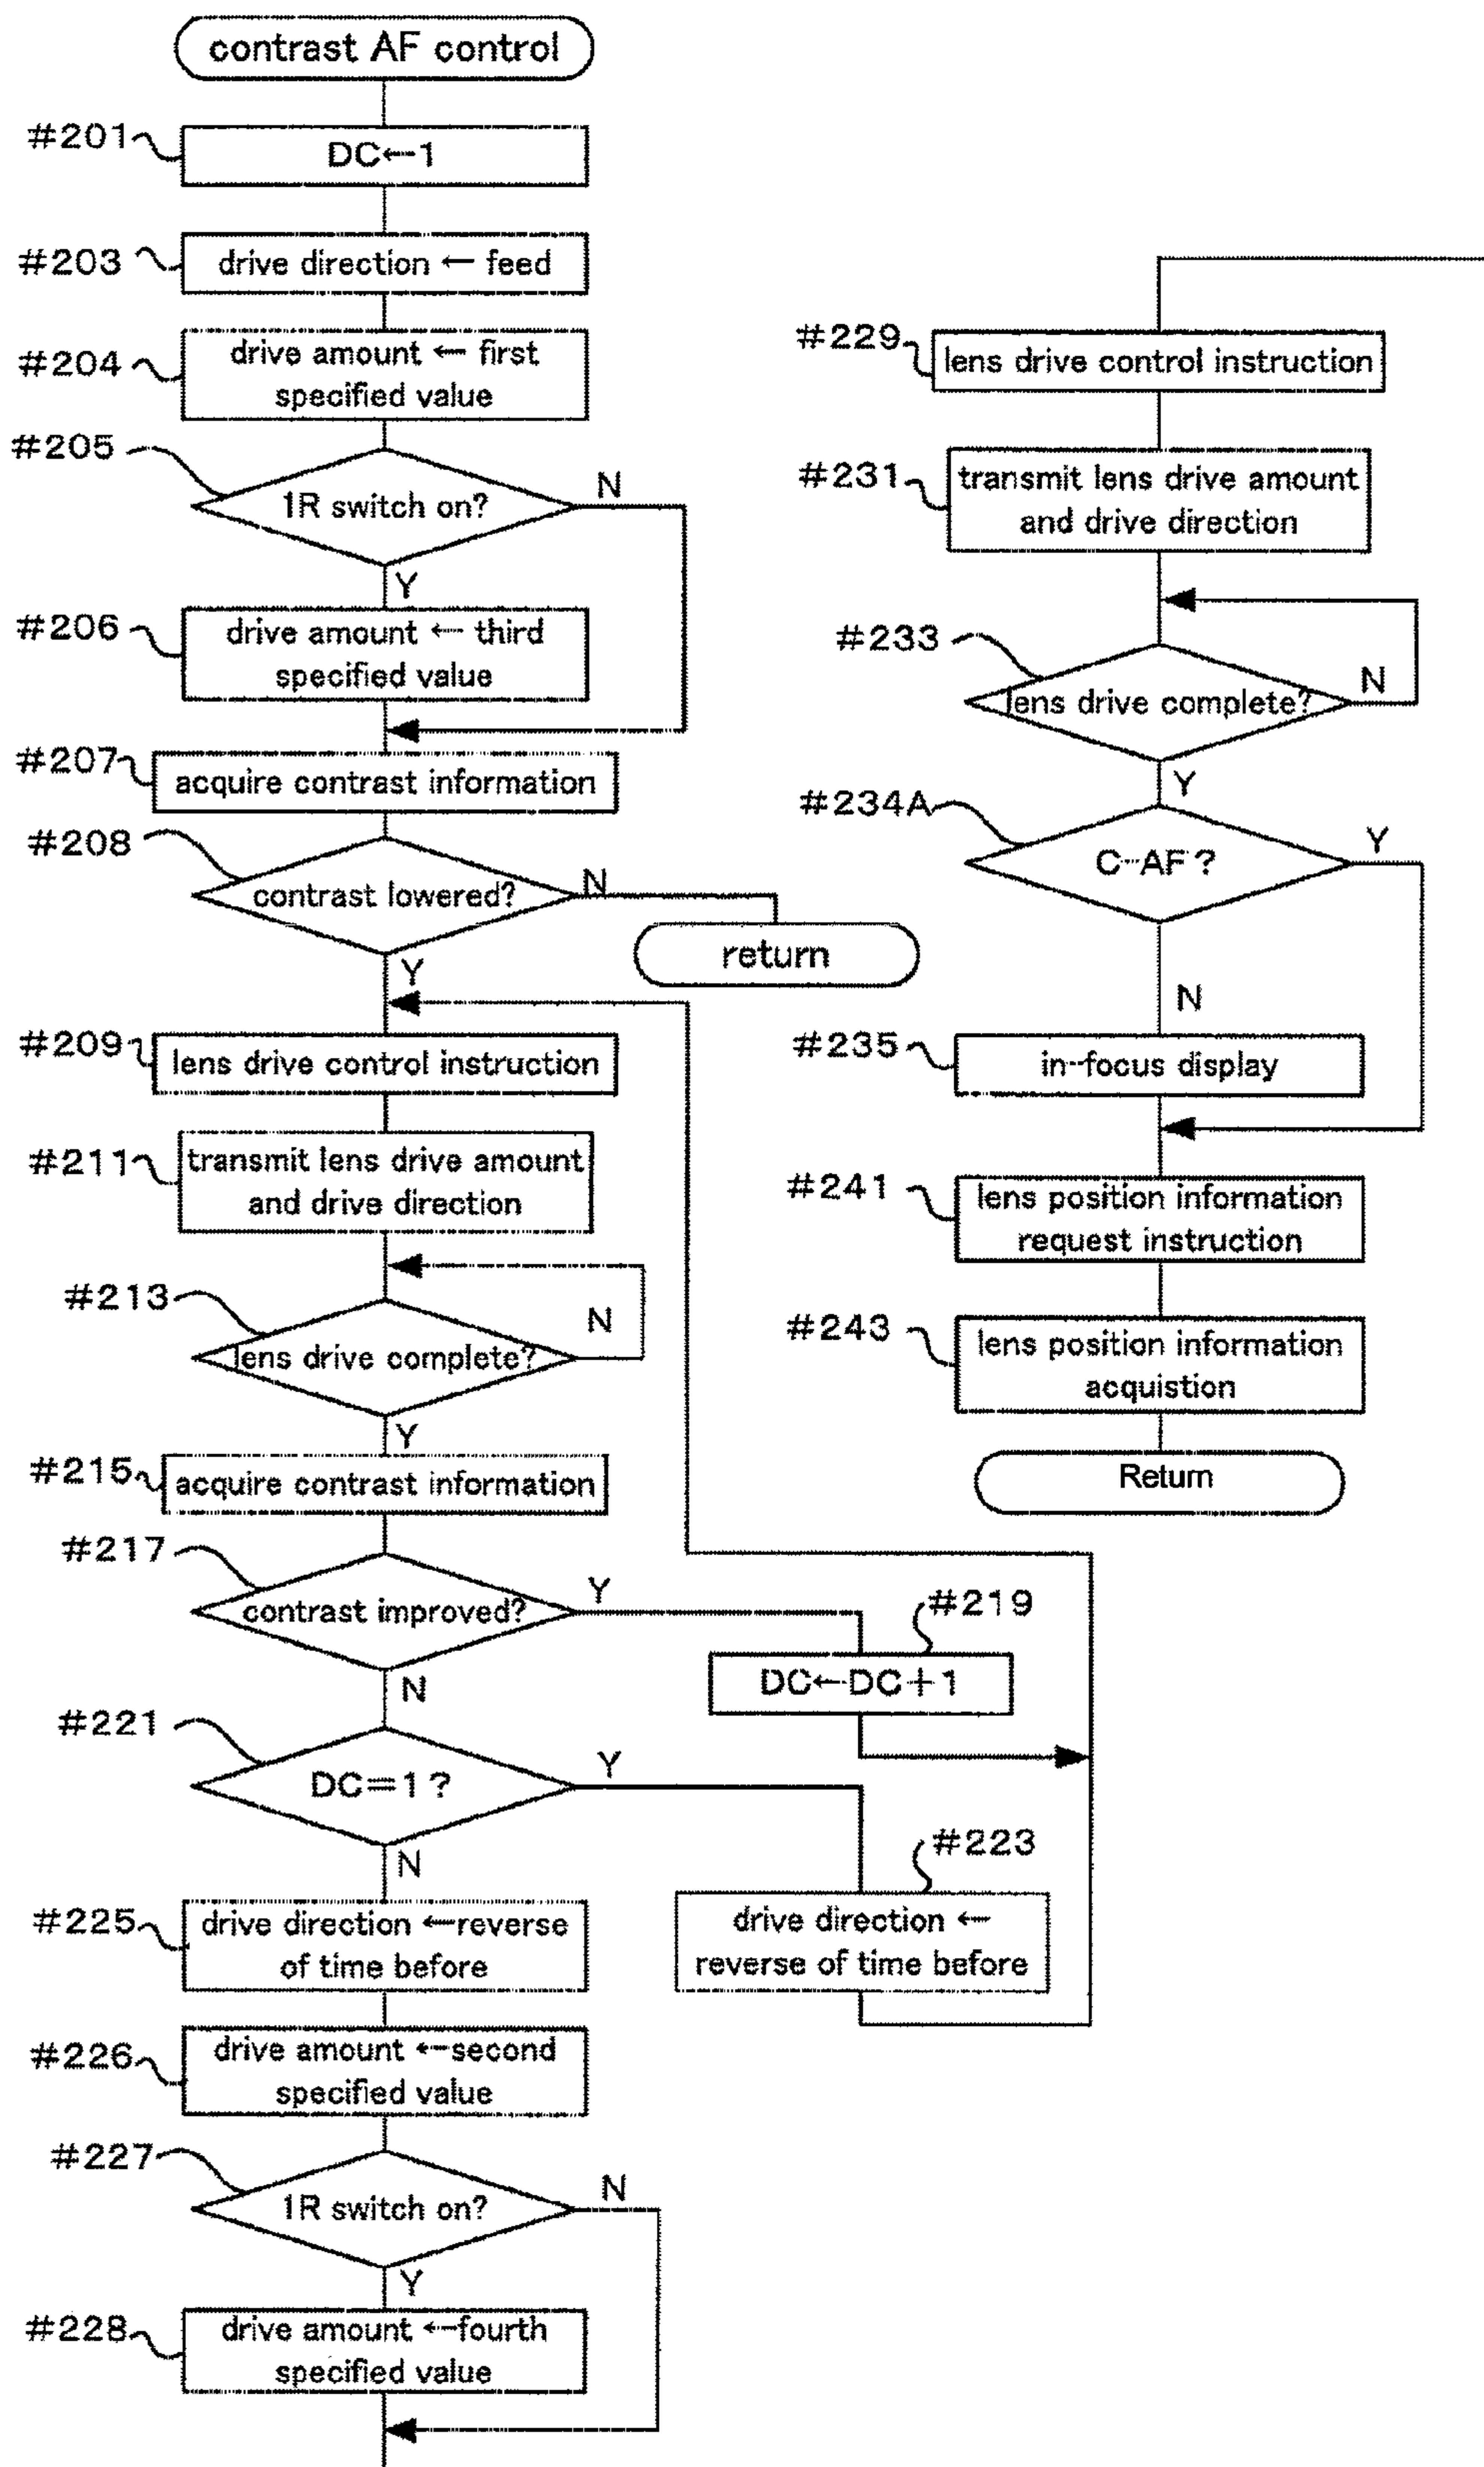 contrast AF control
#201
DC←1
#203
drive direction ← feed
#204
drive amount ← first
specified value
#205
1R switch on?
N
Y
#206
drive amount ← third
specified value
#207
acquire contrast information
#208
contrast lowered?
N
return
Y
#209
lens drive control instruction
#211
transmit lens drive amount
and drive direction
#213
lens drive complete?
N
Y
#215
acquire contrast information
#217
contrast improved?
Y
#219
DC←DC+1
N
#221
DC=1?
Y
#223
drive direction ←
reverse of time before
N
#225
drive direction ←reverse
of time before
#226
drive amount ←second
specified value
#227
1R switch on?
N
Y
#228
drive amount ←fourth
specified value
#229
lens drive control instruction
#231
transmit lens drive amount
and drive direction
#233
lens drive complete?
N
Y
#234A
C-AF?
Y
N
#235
in-focus display
#241
lens position information
request instruction
#243
lens position information
acquistion
Return